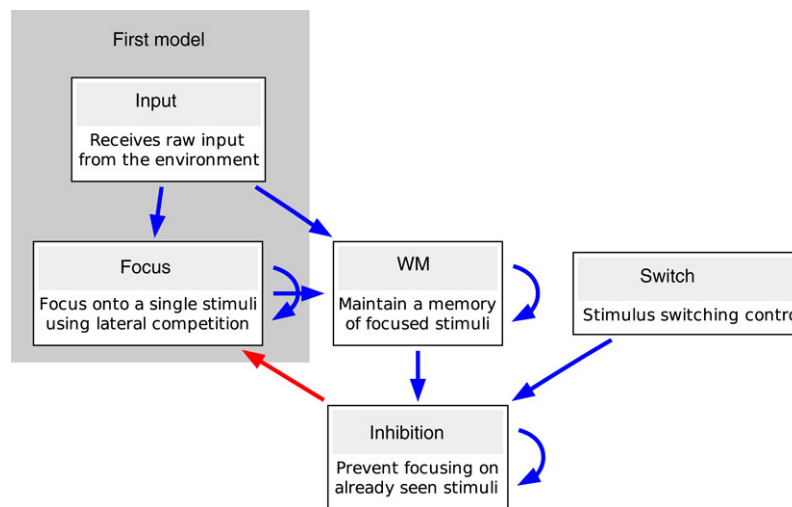 First model
Input
Receives raw input
from the environment
Focus
Focus onto a single stimuli
using lateral competition
WM
Maintain a memory
of focused stimuli
Switch
Stimulus switching contro
Inhibition
Prevent focusing on
already seen stimuli